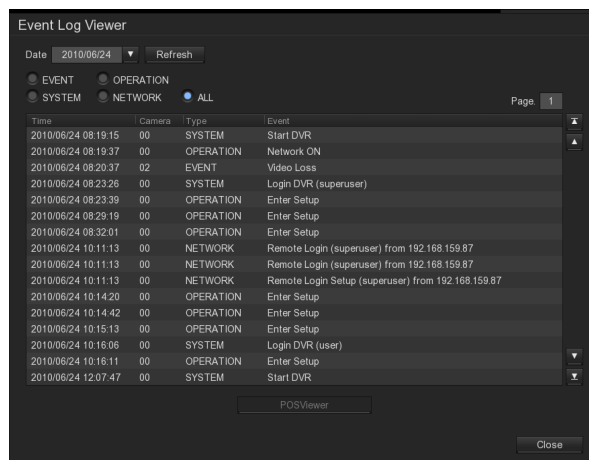 Event Log Viewer
Date 2010/06/24 Refresh
EVENT OPERATION
SYSTEM NETWORK ALL
Page. 1
Time Camera Type Event
2010/06/24 08:19:15 00 SYSTEM Start DVR
2010/06/24 08:19:37 00 OPERATION Network ON
2010/06/24 08:20:37 02 EVENT Video Loss
2010/06/24 08:23:26 00 SYSTEM Login DVR (superuser)
2010/06/24 08:23:39 00 OPERATION Enter Setup
2010/06/24 08:29:19 00 OPERATION Enter Setup
2010/06/24 08:32:01 00 OPERATION Enter Setup
2010/06/24 10:11:13 00 NETWORK Remote Login (superuser) from 192.168.159.87
2010/06/24 10:11:13 00 NETWORK Remote Login (superuser) from 192.168.159.87
2010/06/24 10:11:13 00 NETWORK Remote Login Setup (superuser) from 192.168.159.87
2010/06/24 10:14:20 00 OPERATION Enter Setup
2010/06/24 10:14:42 00 OPERATION Enter Setup
2010/06/24 10:15:13 00 OPERATION Enter Setup
2010/06/24 10:16:06 00 SYSTEM Login DVR (user)
2010/06/24 10:16:11 00 OPERATION Enter Setup
2010/06/24 12:07:47 00 SYSTEM Start DVR
POSViewer
Close